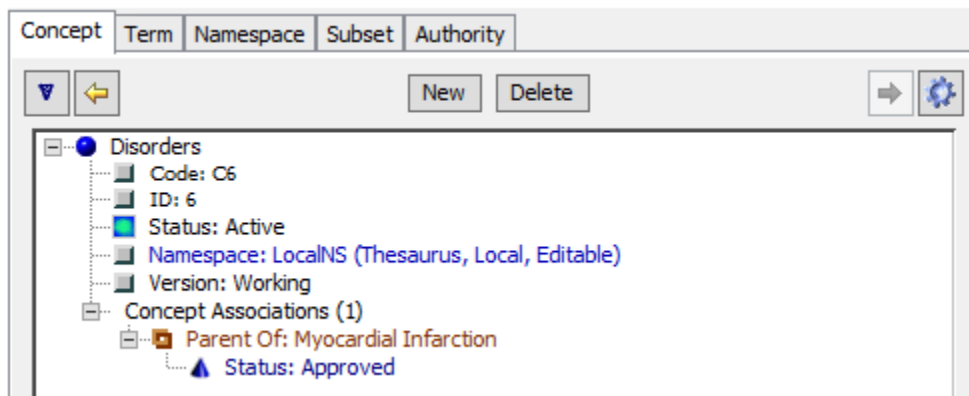 Concept Term Namespace Subset Authority
New Delete
Disorders
Code: C6
ID: 6
Status: Active
Namespace: LocalNS (Thesaurus, Local, Editable)
Version: Working
Concept Associations (1)
Parent Of: Myocardial Infarction
Status: Approved